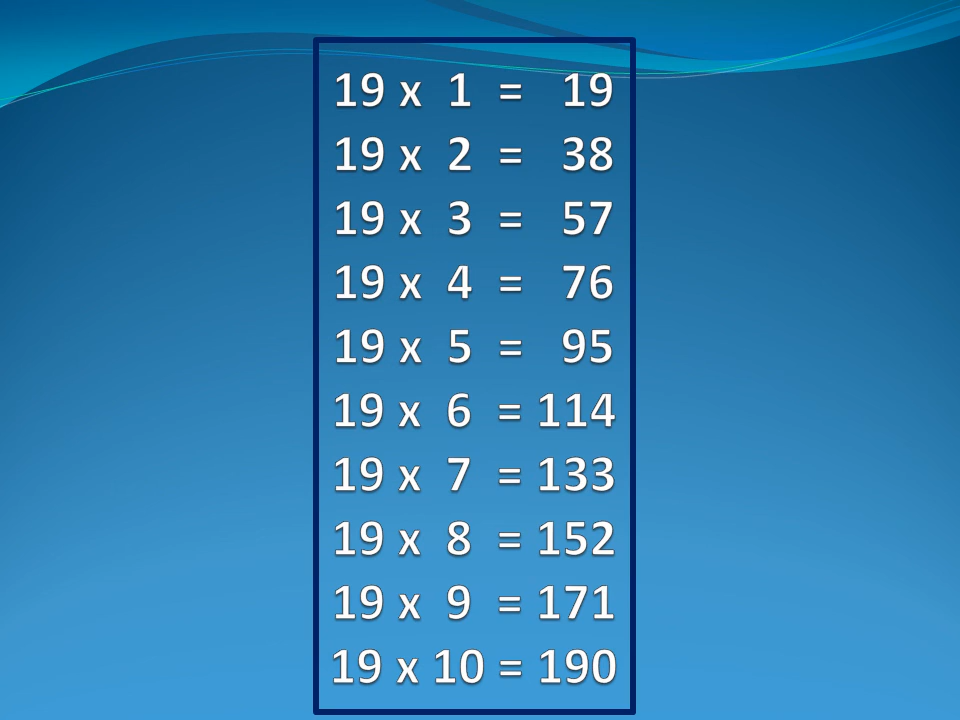 19 x 1 = 19
19 x 2 = 38
19 x 3 = 57
19 x 4 = 76
19 x 5 = 95
19 x 6 = 114
19 x 7 = 133
19 x 8 = 152
19 x 9 = 171
19 x 10 = 190